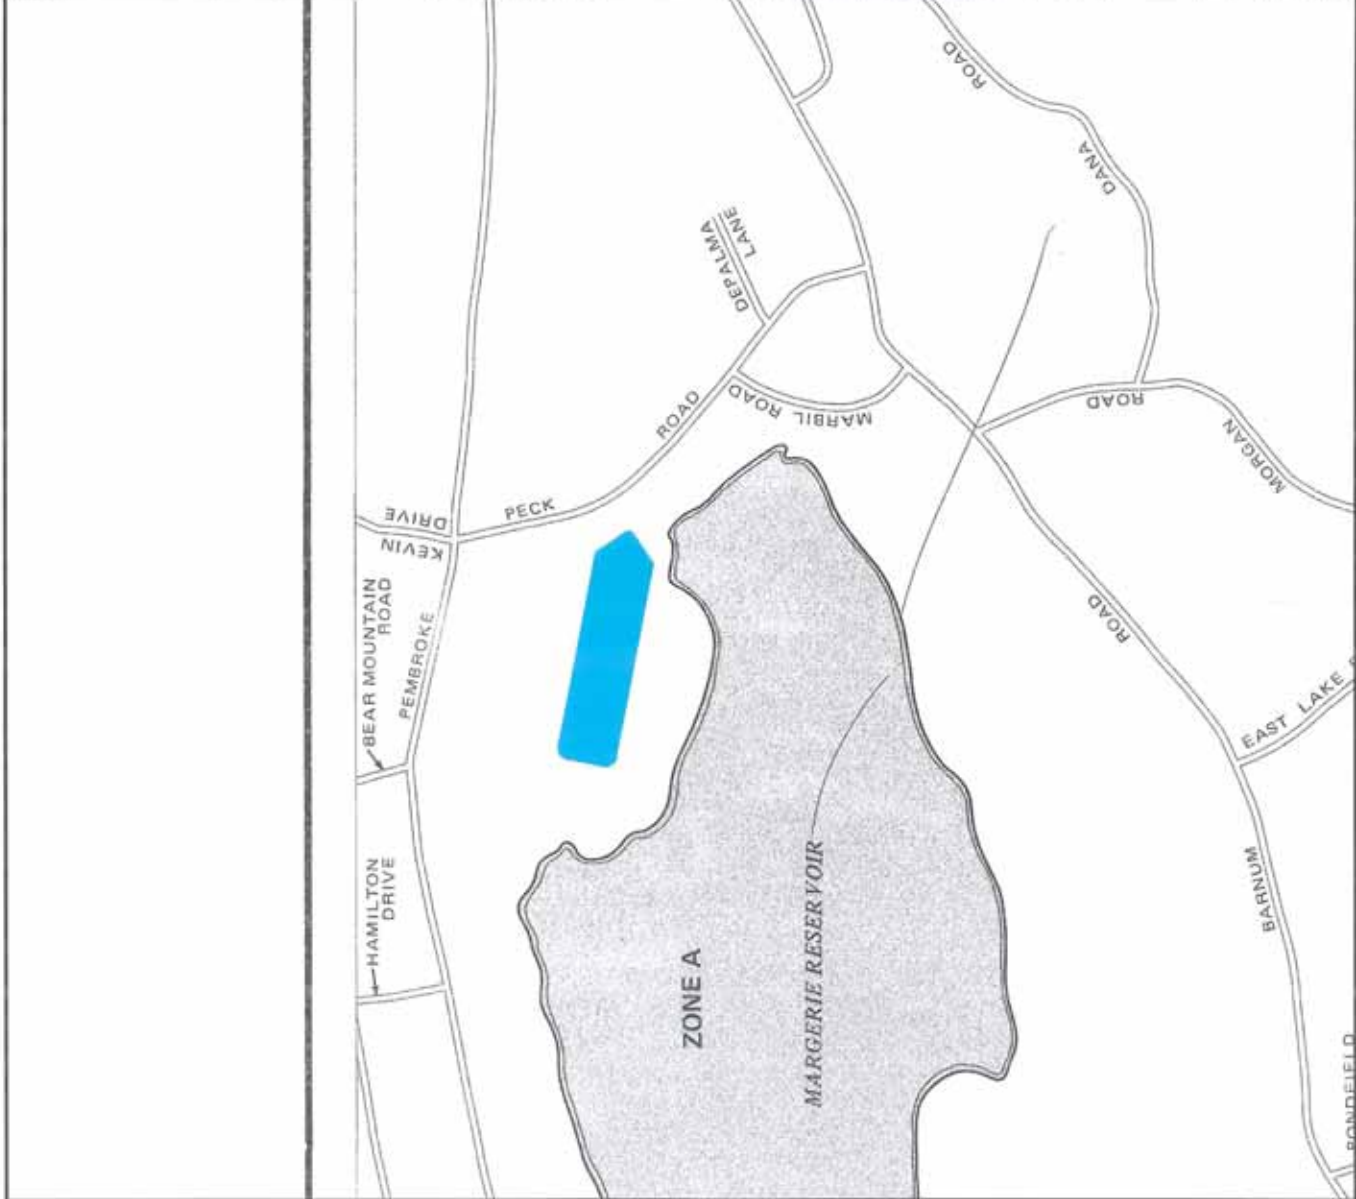 ROAD
DANA
DEPALMA
LANE
ROAD
MARBIL ROAD
ROAD
MORGAN
PECK
DRIVE
KEVIN
BEAR MOUNTAIN
ROAD
PEMBROKE
ROAD
EAST LAKE
HAMILTON
DRIVE
BARNUM
ZONE A
MARGERIE RESERVOIR
PONDFIELD